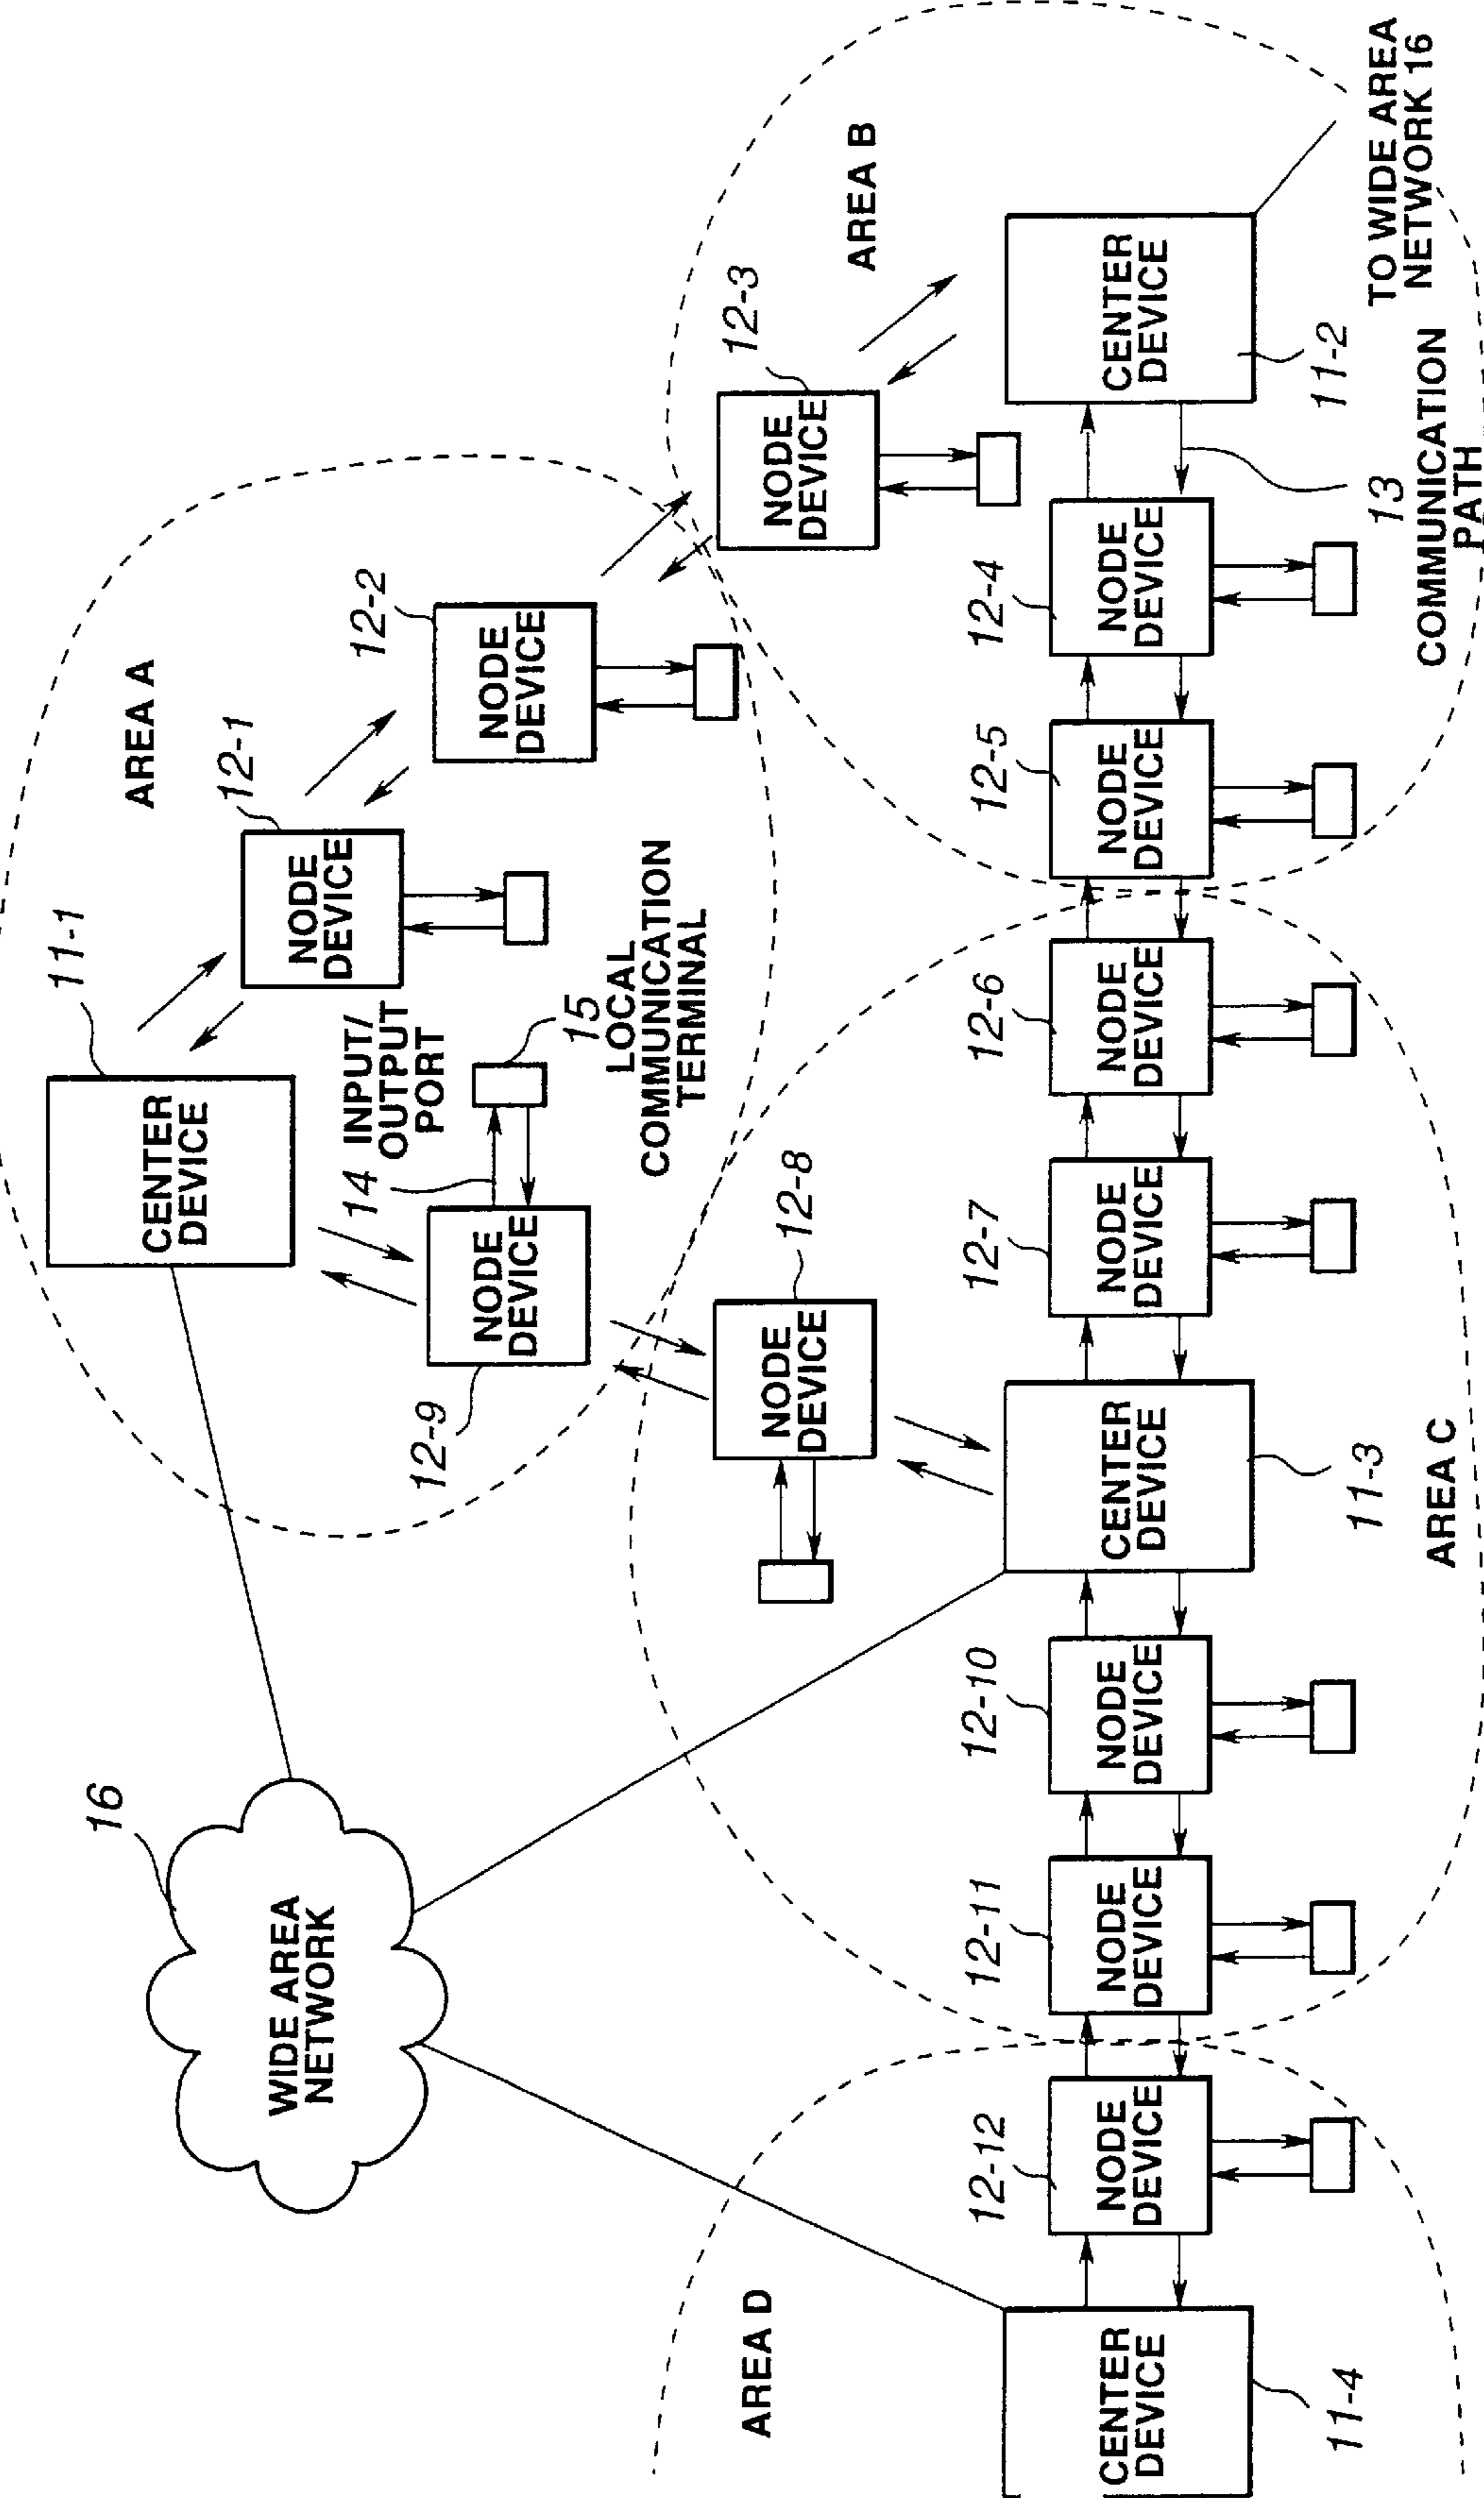 16
WIDE AREA
NETWORK
11-1
CENTER
DEVICE
AREA A
12-1
NODE
DEVICE
12-2
NODE
DEVICE
14
INPUT/
OUTPUT
PORT
15
LOCAL
COMMUNICATION
TERMINAL
12-9
NODE
DEVICE
12-8
NODE
DEVICE
12-3
NODE
DEVICE
AREA B
AREA D
CENTER
DEVICE
11-4
12-12
NODE
DEVICE
12-11
NODE
DEVICE
12-10
NODE
DEVICE
CENTER
DEVICE
11-3
AREA C
12-7
NODE
DEVICE
12-6
NODE
DEVICE
12-5
NODE
DEVICE
12-4
NODE
DEVICE
CENTER
DEVICE
11-2
13
COMMUNICATION
PATH
TO WIDE AREA
NETWORK 16